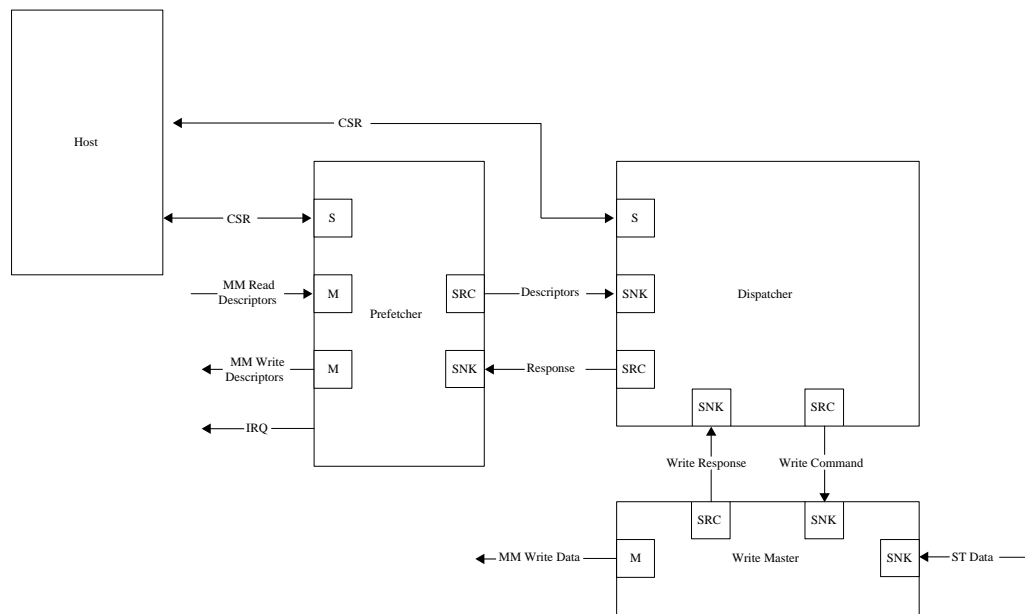 CSR
Host
CSR
S
S
MM Read
Descriptors
M
SRC
Descriptors
SNK
Dispatcher
Prefetcher
MM Write
Descriptors
M
SNK
Response
SRC
IRQ
SNK
SRC
Write Response
Write Command
SRC
SNK
MM Write Data
M
Write Master
SNK
ST Data